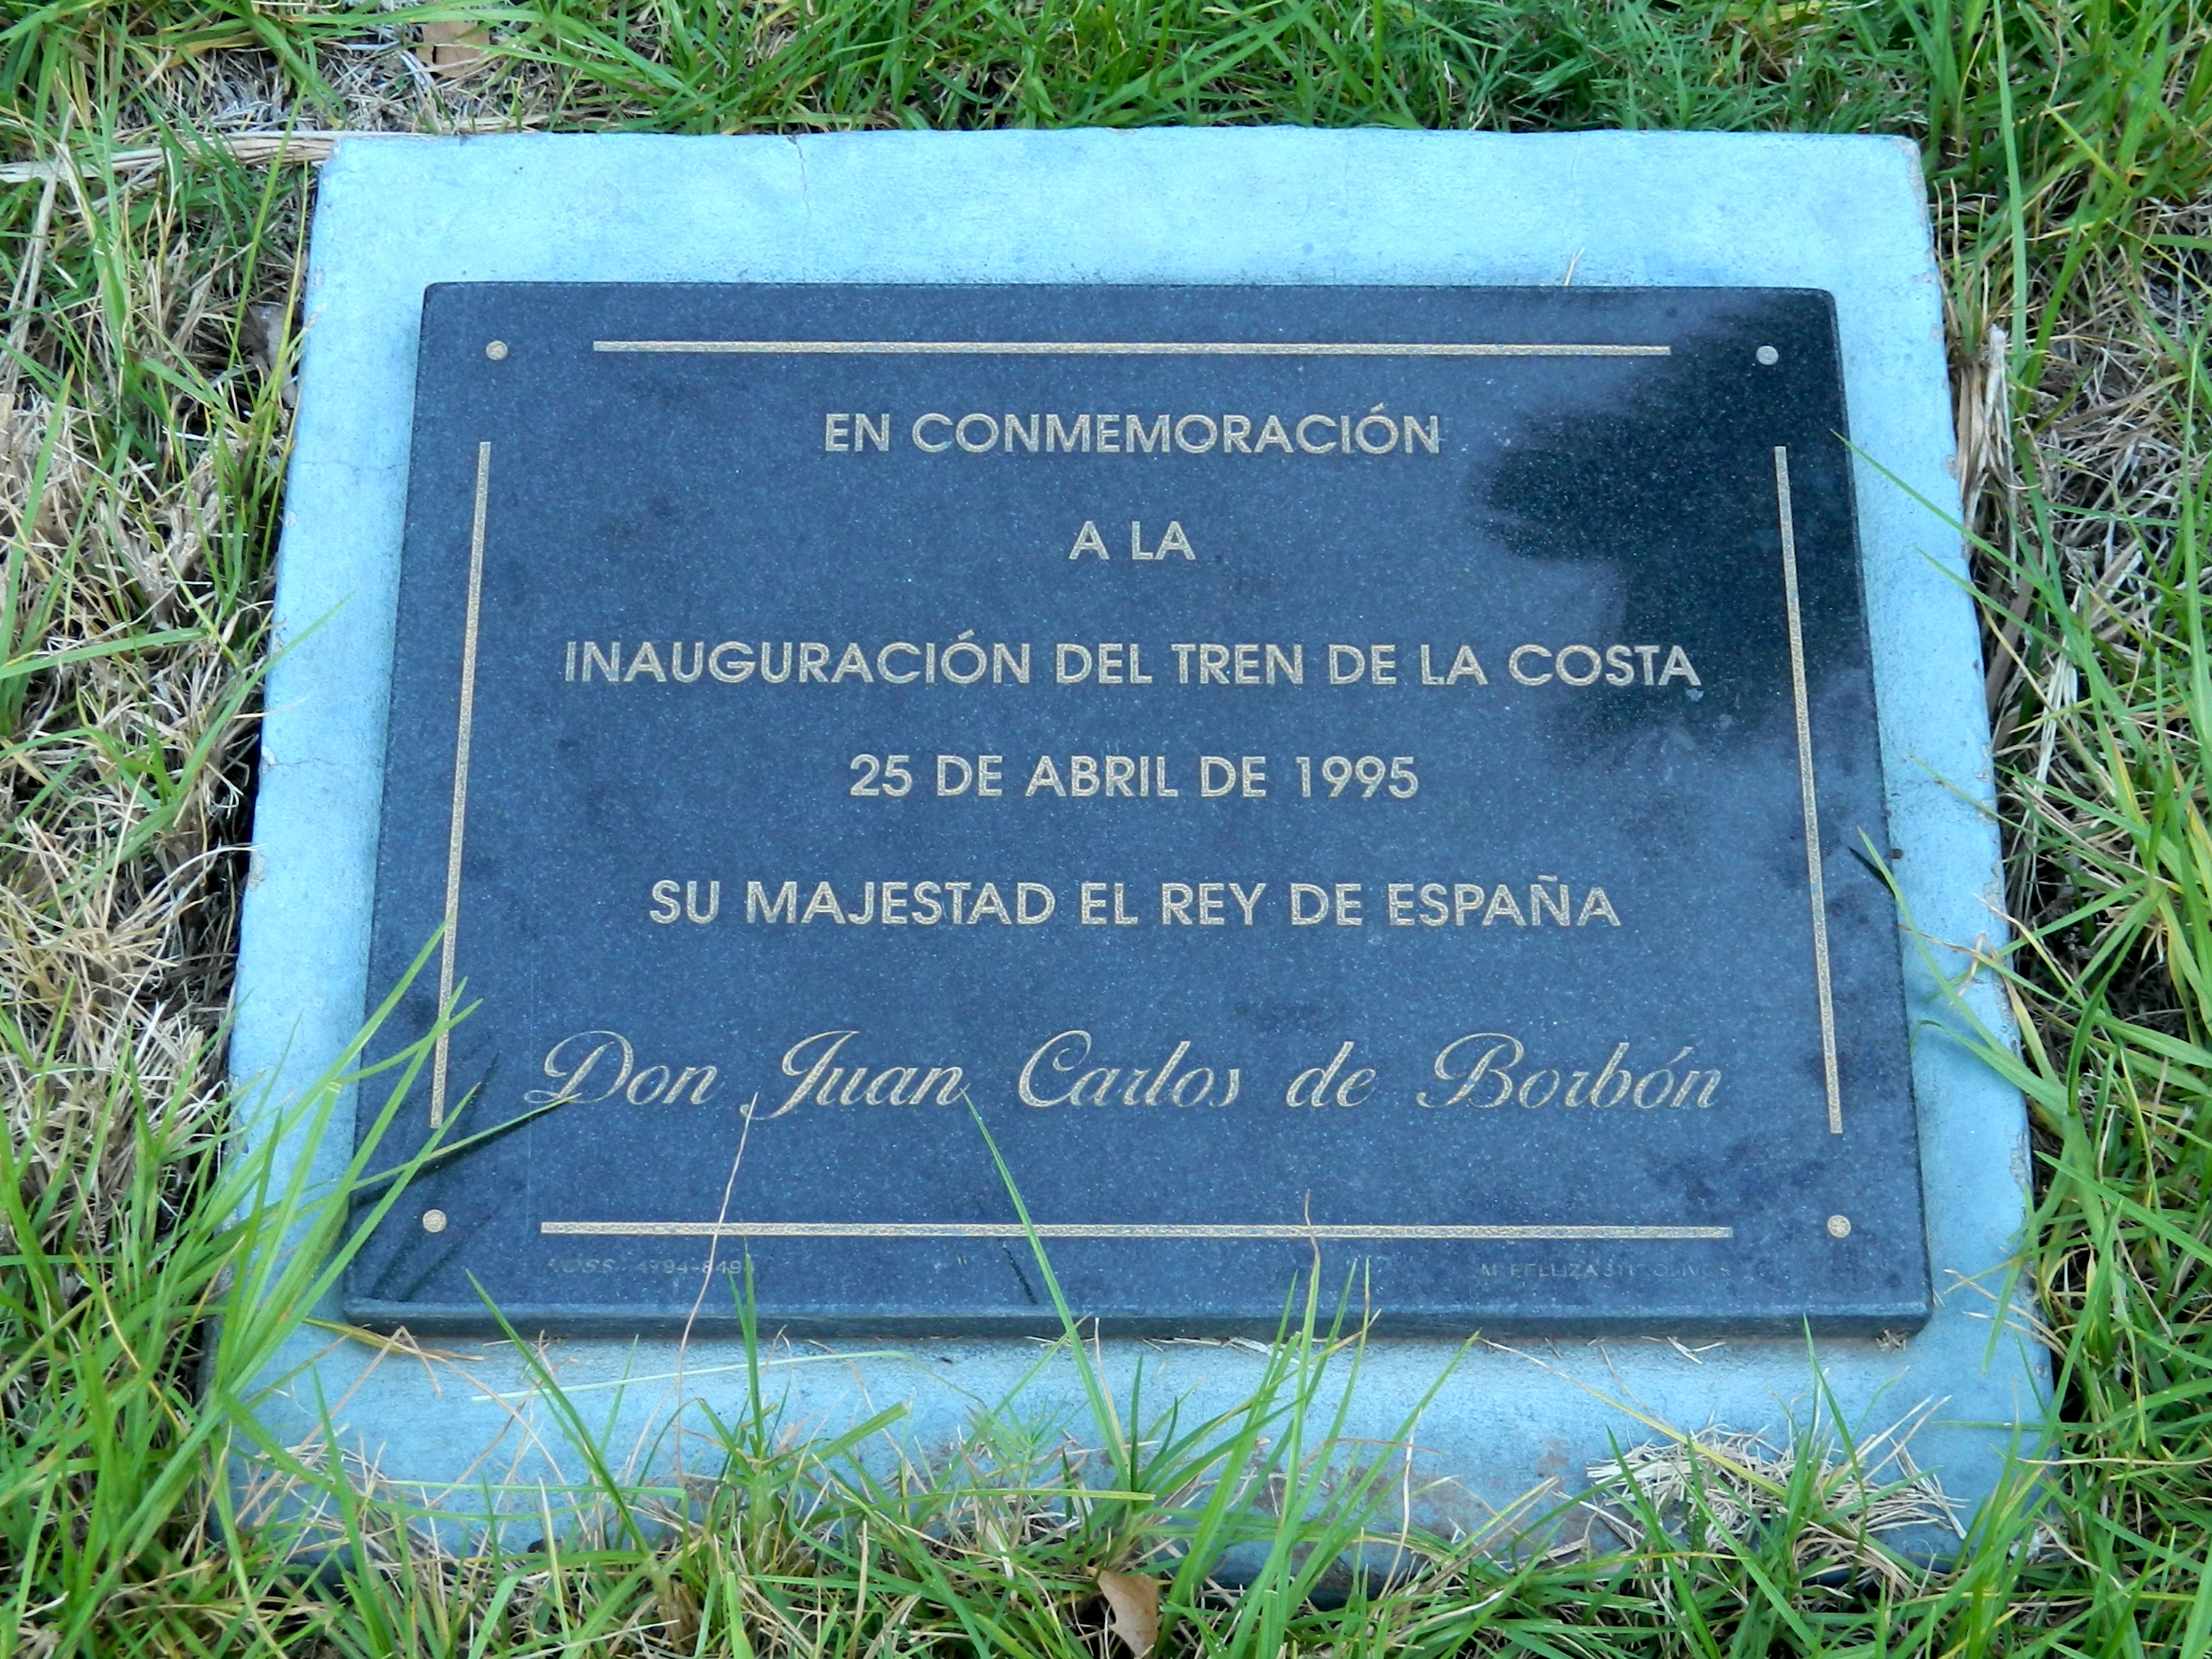 EN CONMEMORACIÓN
A LA
INAUGURACIÓN DEL TREN DE LA COSTA
25 DE ABRIL DE 1995
SU MAJESTAD EL REY DE ESPAÑA
Don Juan Carlos de Borbón